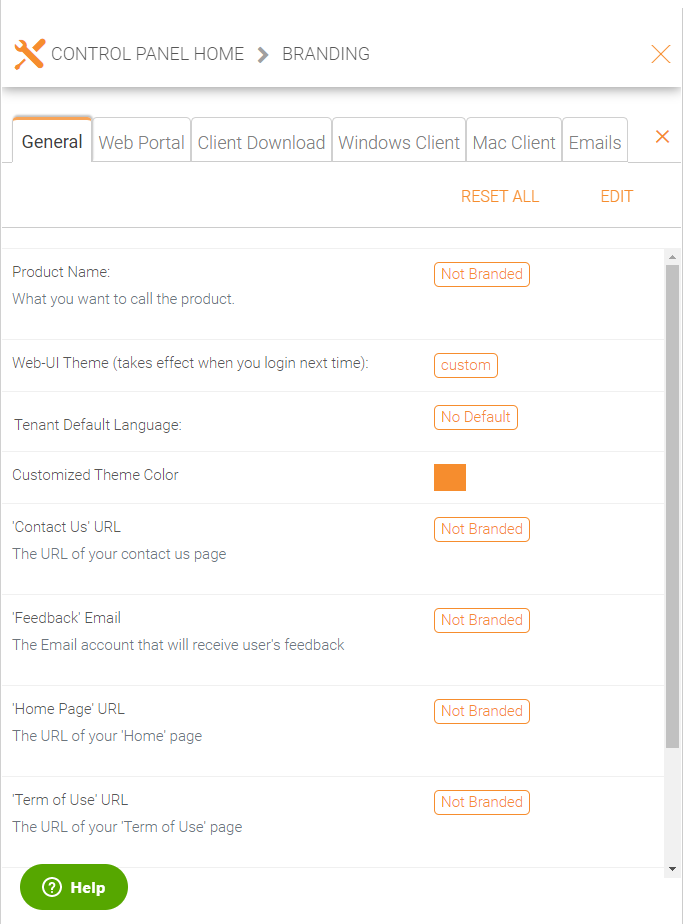 CONTROL PANEL HOME BRANDING
General Web Portal Client Download Windows Client Mac Client Emails
RESET ALL EDIT
Product Name: Not Branded
What you want to call the product.
Web-UI Theme (takes effect when you login next time): custom
Tenant Default Language: No Default
Customized Theme Color
'Contact Us' URL Not Branded
The URL of your contact us page
'Feedback' Email Not Branded
The Email account that will receive user's feedback
'Home Page' URL Not Branded
The URL of your 'Home' page
'Term of Use' URL Not Branded
The URL of your 'Term of Use' page
? Help